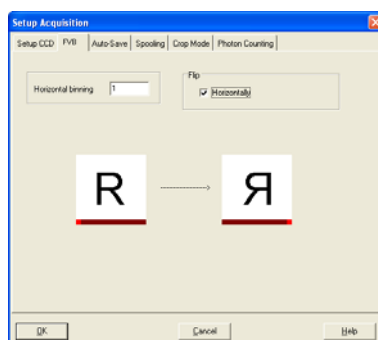 Setup Acquisition
Setup CCD FVB Auto-Save Spooling Crop Mode Photon Counting
Horizontal binning 1
Flip
Horizontally
R Я
OK Cancel Help